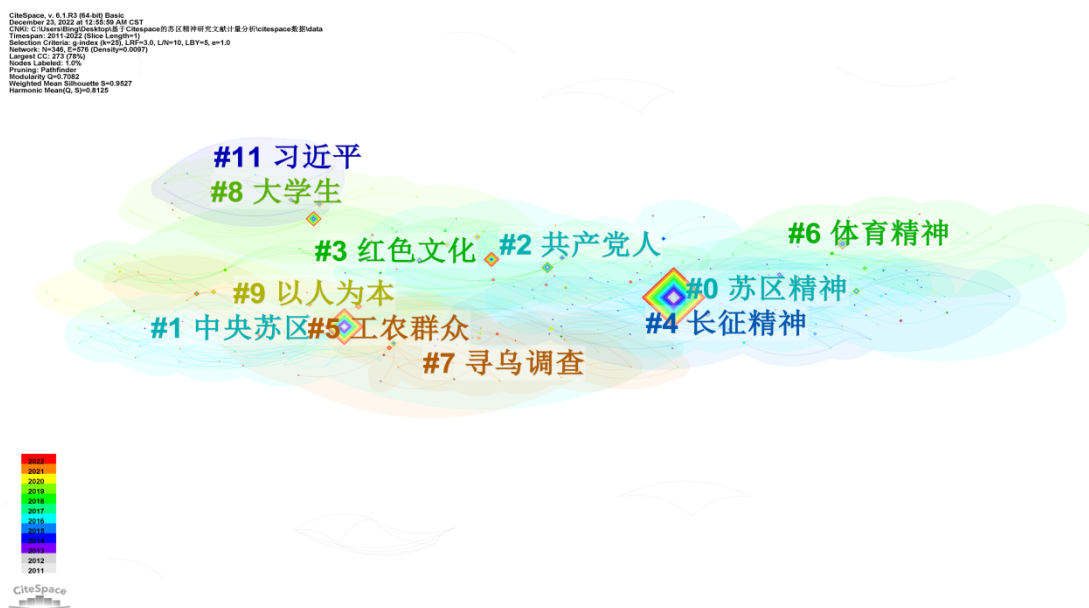 CiteSpace, v. 6.1.R3 (64-bit) Basic
December 23, 2022 at 12:55:59 AM CST
CNKI: C:\Users\Bing\Desktop\基于Citespace的苏区精神研究文献计量分析\citespace数据\data
Timespan: 2011-2022 (Slice Length=1)
Selection Criteria: g-index (k=25), LRF=3.0, L/N=10, LBY=5, e=1.0
Network: N=346, E=576 (Density=0.0097)
Largest CC: 273 (78%)
Nodes Labeled: 1.0%
Pruning: Pathfinder
Modularity Q=0.7082
Weighted Mean Silhouette S=0.9527
Harmonic Mean(Q, S)=0.8125
#11 习近平
#8 大学生
#3 红色文化
#2 共产党人
#6 体育精神
#9 以人为本
#0 苏区精神
#1 中央苏区
#5 工农群众
#4 长征精神
#7 寻乌调查
2022
2021
2020
2019
2018
2017
2016
2015
2014
2013
2012
2011
CiteSpace